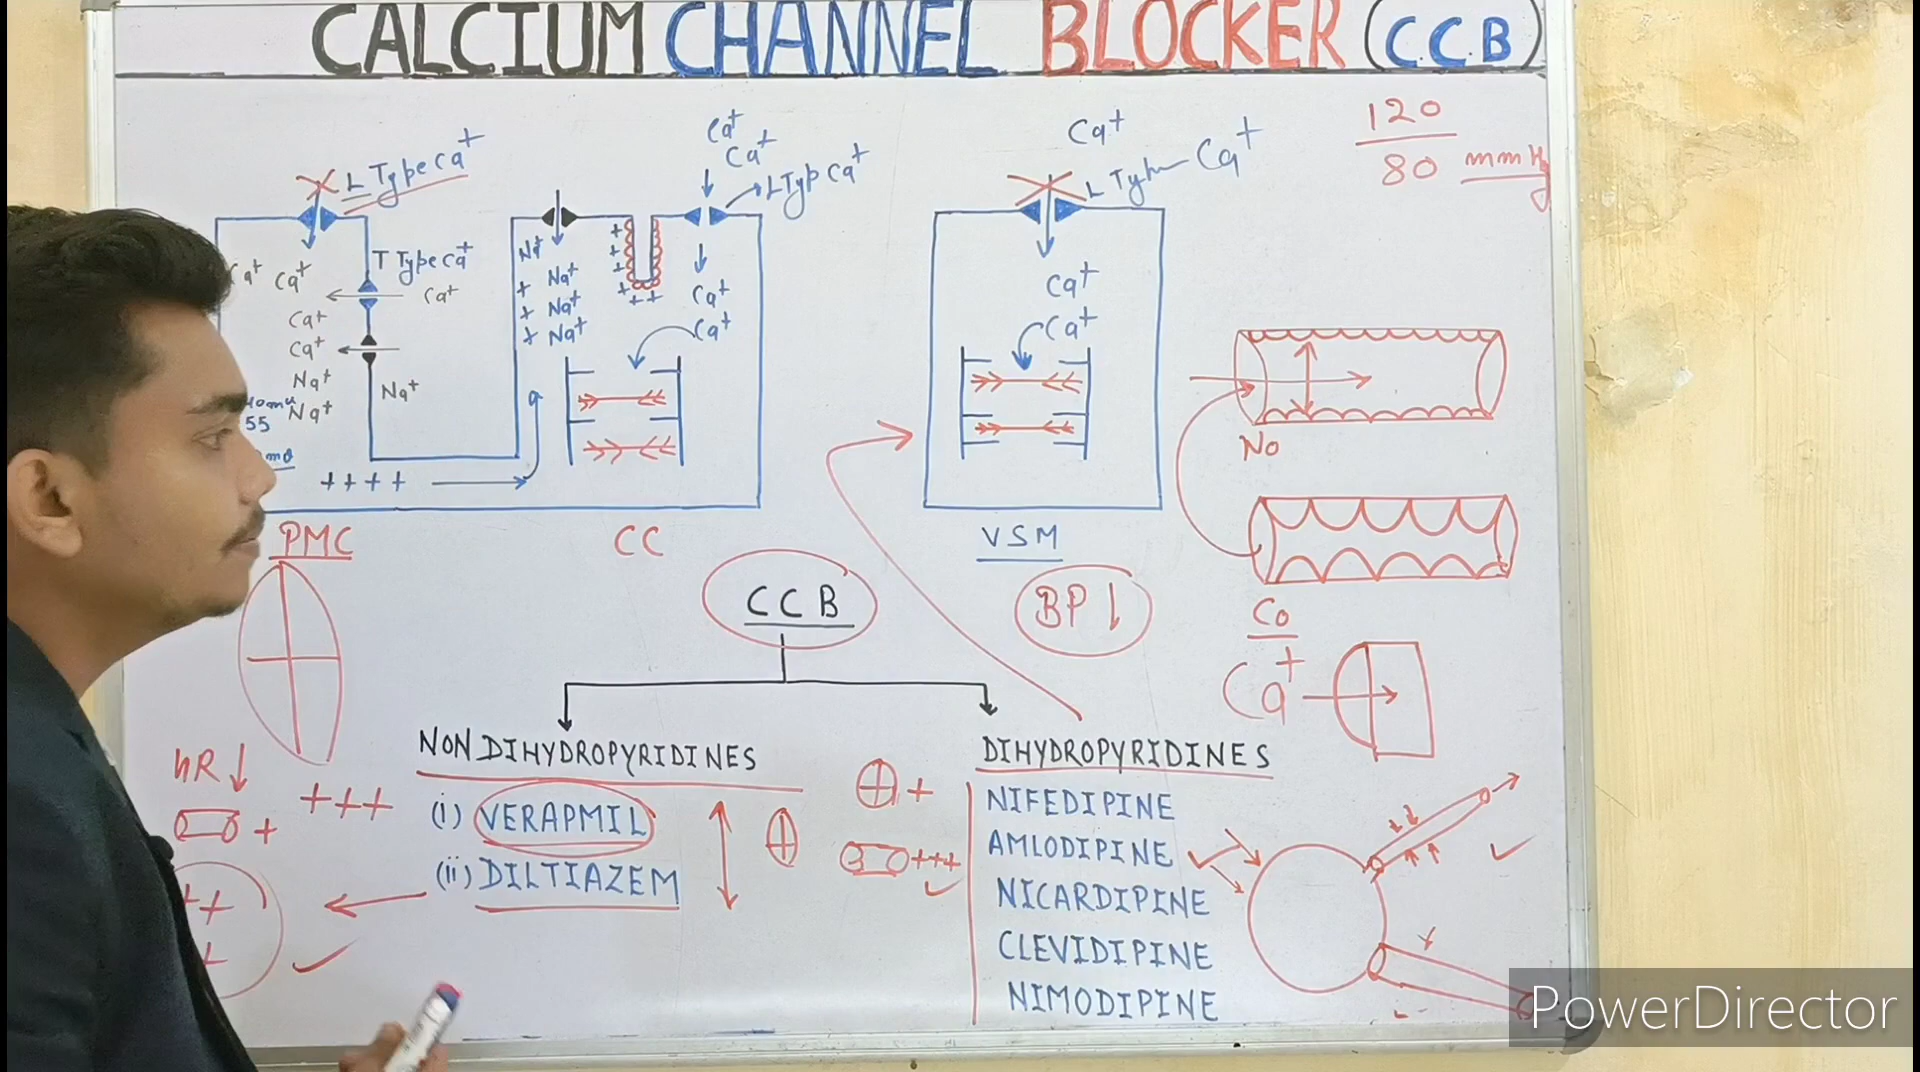 CALCIUM CHANNEL BLOCKER (CCB)
120
80 mmHg
L Type Ca+
T Type Ca+
Ca+
Ca+ Ca+
Ca+
Ca+
Na+
Na+
Na+
55
++++
PMC
Ca+
Ca+
L Typ Ca+
Na+
+ Na+
+ Na+
+ Na+
+
+
+
+ + +
Ca+
Ca+
CC
Ca+
L Type Ca+
Ca+
Ca+
VSM
No
Co
Ca+
CCB
BP↓
NON DIHYDROPYRIDINES
(i) VERAPMIL
(ii) DILTIAZEM
HR↓
+++
+
++
+
+
+++
DIHYDROPYRIDINES
NIFEDIPINE
AMLODIPINE
NICARDIPINE
CLEVIDIPINE
NIMODIPINE
PowerDirector